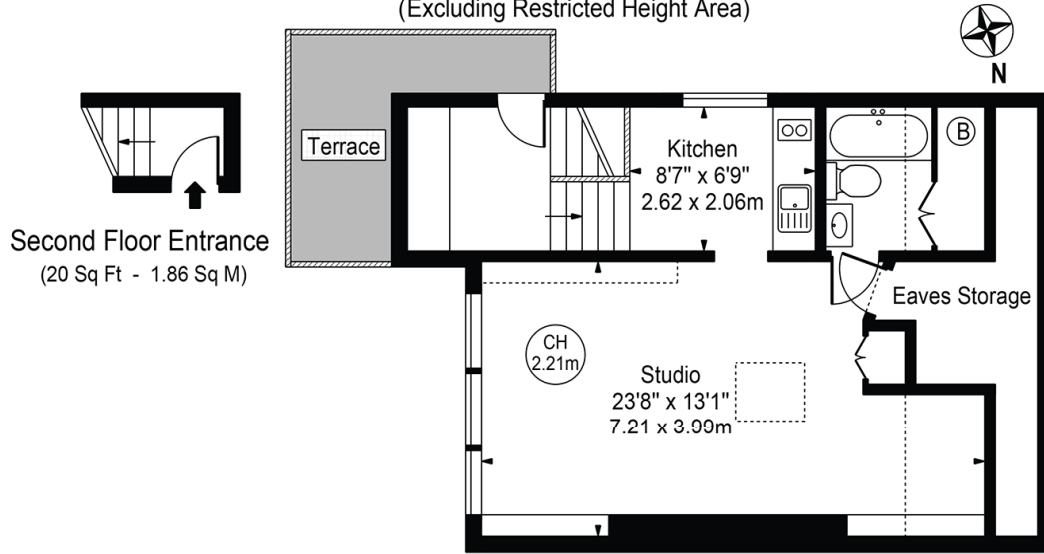 (Excluding Restricted Height Area)
N
Terrace
Kitchen
8'7" x 6'9"
2.62 x 2.06m
B
Second Floor Entrance
(20 Sq Ft - 1.86 Sq M)
Eaves Storage
CH
2.21m
Studio
23'8" x 13'1"
7.21 x 3.99m